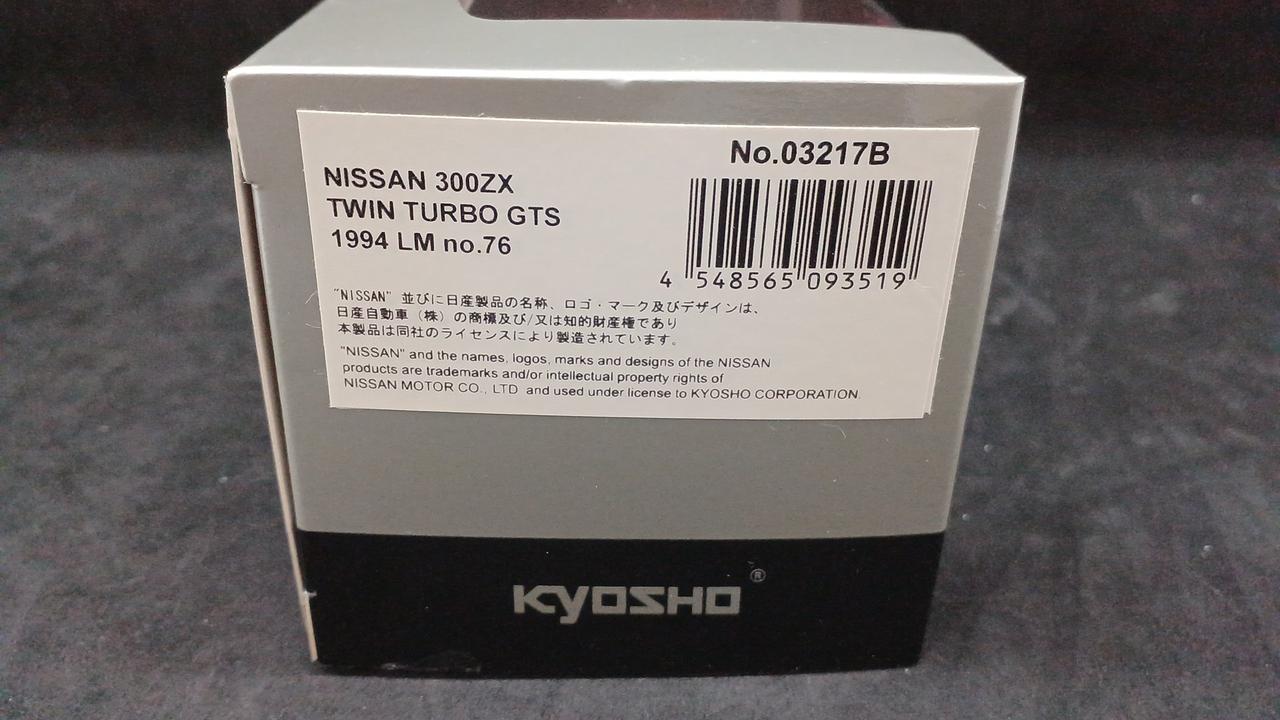 No.03217B
NISSAN 300ZX
TWIN TURBO GTS
1994 LM no.76
4 548565 093519
"NISSAN" 並びに日産製品の名称、ロゴ・マーク及びデザインは、
日産自動車（株）の商標及び/又は知的財産権であり
本製品は同社のライセンスにより製造されています。
"NISSAN" and the names, logos, marks and designs of the NISSAN
products are trademarks and/or intellectual property rights of
NISSAN MOTOR CO., LTD and used under license to KYOSHO CORPORATION.
KYOSHO®